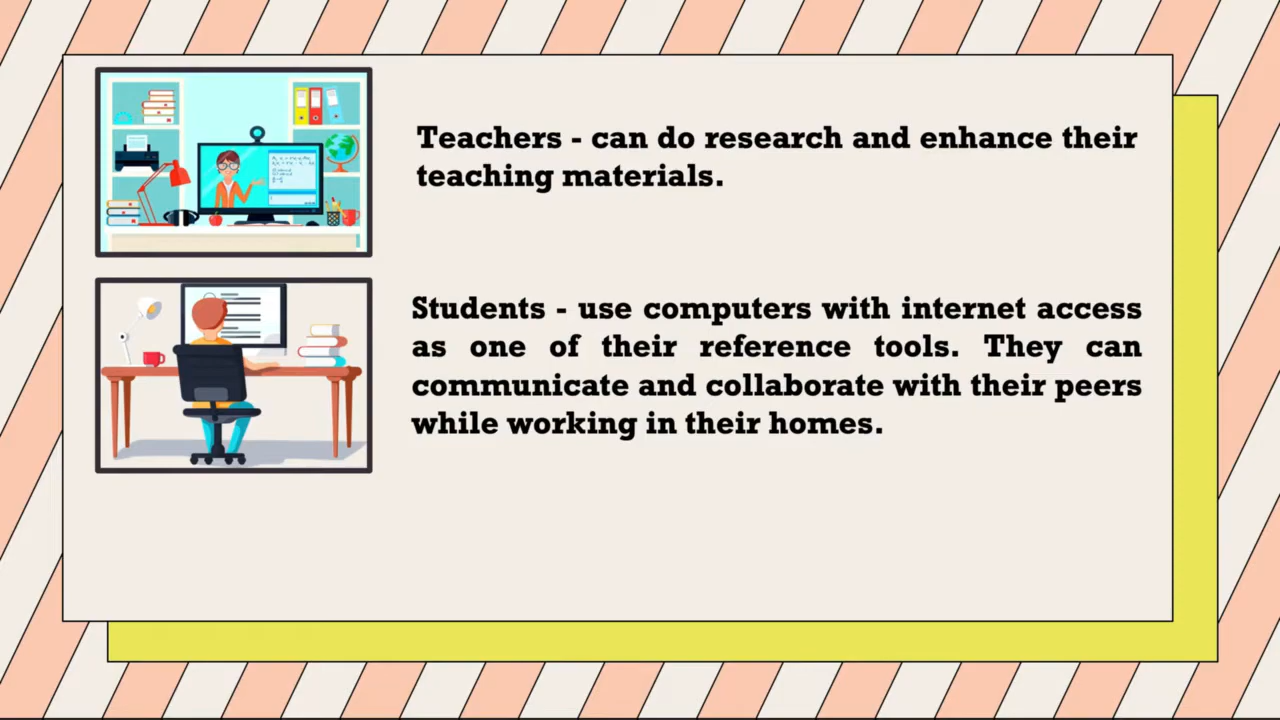 Teachers - can do research and enhance their
teaching materials.
Students - use computers with internet access
as one of their reference tools. They can
communicate and collaborate with their peers
while working in their homes.